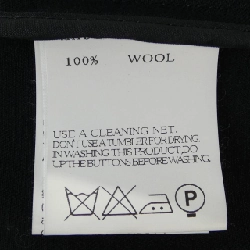 100% WOOL
USE A CLEANING NET.
DON'T USE A TUMBLER FOR DRYING.
IN WASHING THIS PRODUCT, DO
UP THE BUTTONS BEFORE WASHING.
P